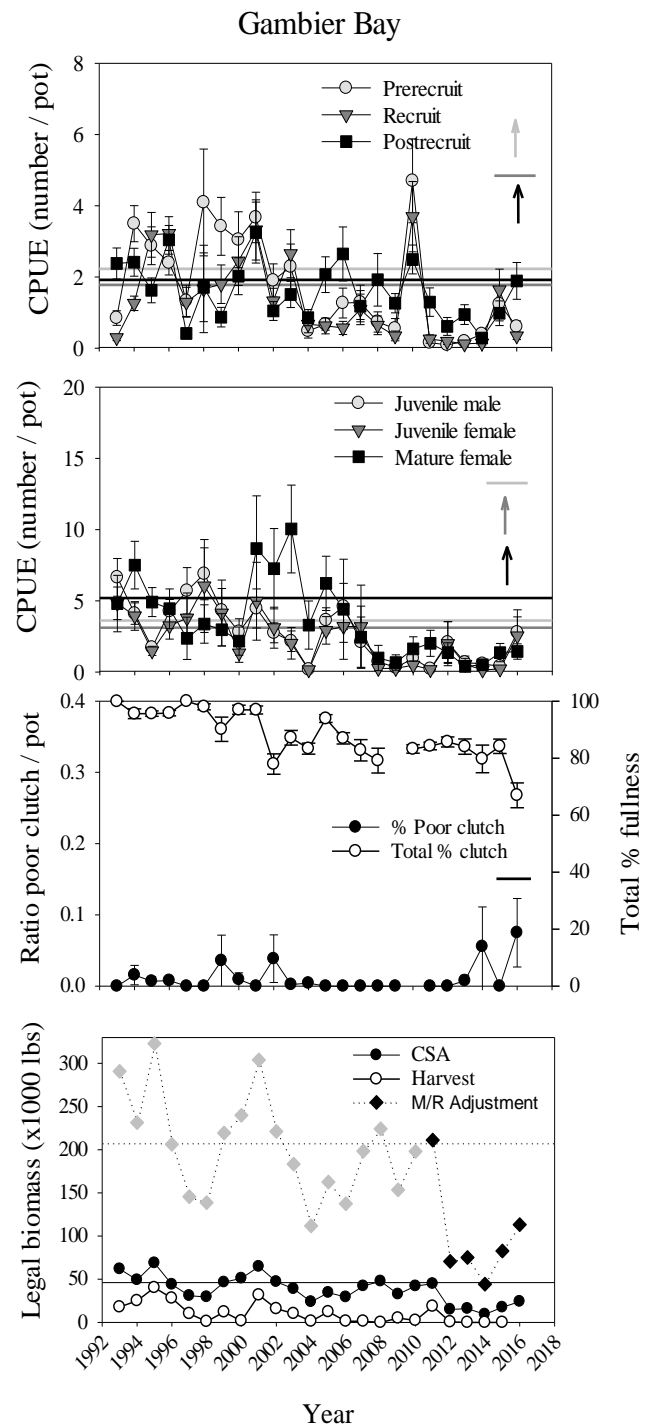 Gambier Bay
CPUE (number / pot)
8
6
4
2
0
Prerecruit
Recruit
Postrecruit
CPUE (number / pot)
20
15
10
5
0
Juvenile male
Juvenile female
Mature female
Ratio poor clutch / pot
0.4
0.3
0.2
0.1
0.0
% Poor clutch
Total % clutch
100
80
60
40
20
0
Total % fullness
Legal biomass (x1000 lbs)
300
250
200
150
100
50
0
CSA
Harvest
M/R Adjustment
1992
1994
1996
1998
2000
2002
2004
2006
2008
2010
2012
2014
2016
2018
Year